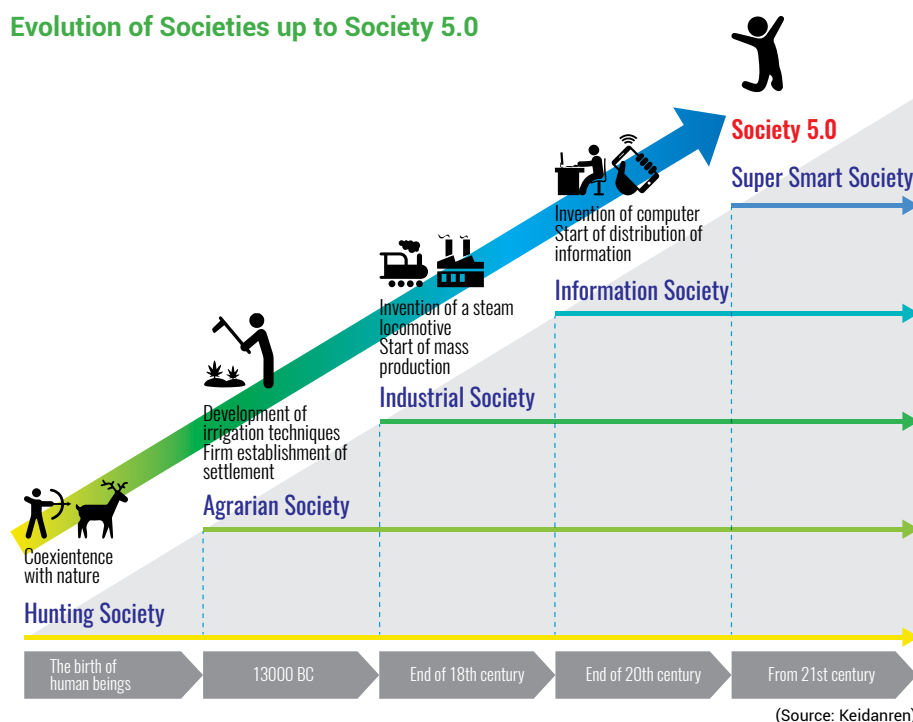 Evolution of Societies up to Society 5.0
Society 5.0
Super Smart Society
Invention of computer
Start of distribution of
information
Information Society
Invention of a steam
locomotive
Start of mass
production
Industrial Society
Development of
irrigation techniques
Firm establishment of
settlement
Agrarian Society
Coexientence
with nature
Hunting Society
The birth of
human beings
13000 BC
End of 18th century
End of 20th century
From 21st century
(Source: Keidanren)